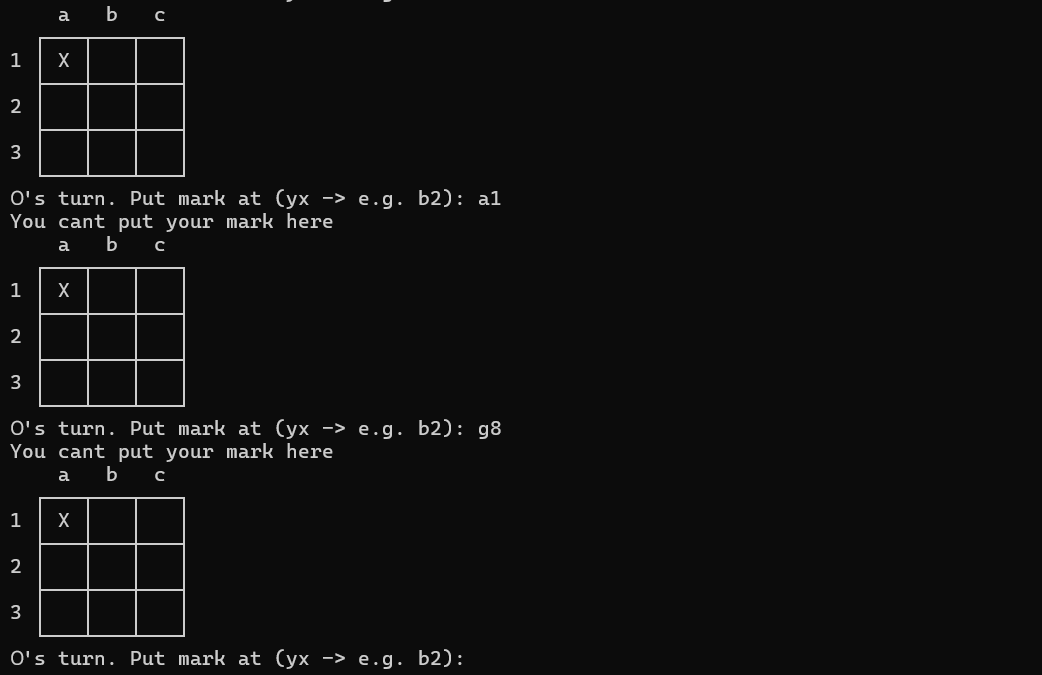 a b c
1 X
2
3
O's turn. Put mark at (yx -> e.g. b2): a1
You cant put your mark here
a b c
1 X
2
3
O's turn. Put mark at (yx -> e.g. b2): g8
You cant put your mark here
a b c
1 X
2
3
O's turn. Put mark at (yx -> e.g. b2):